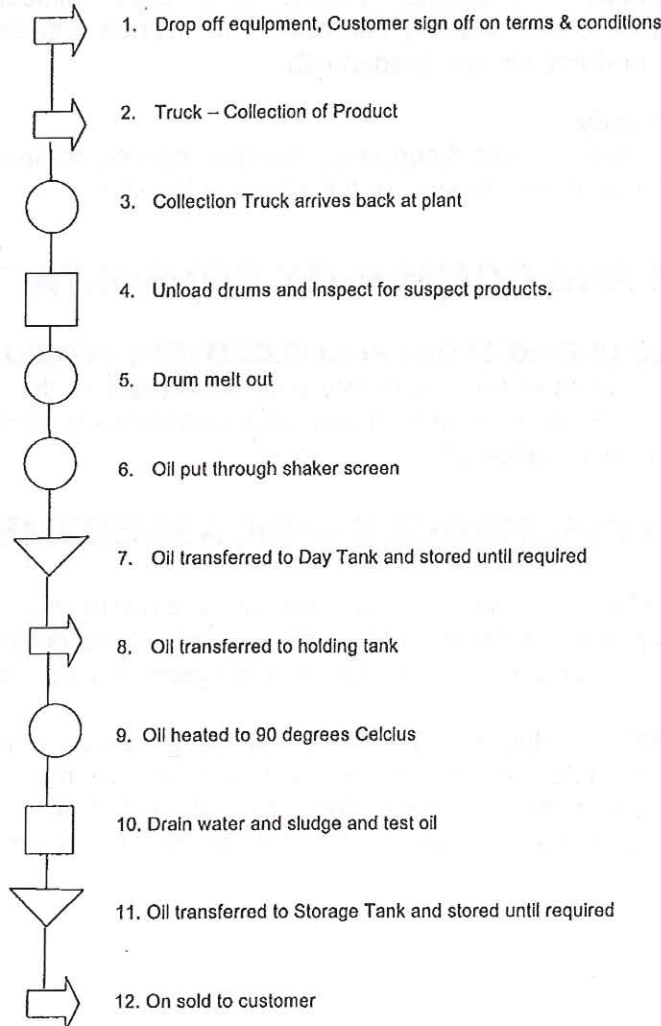 1. Drop off equipment, Customer sign off on terms & conditions
2. Truck – Collection of Product
3. Collection Truck arrives back at plant
4. Unload drums and Inspect for suspect products.
5. Drum melt out
6. Oil put through shaker screen
7. Oil transferred to Day Tank and stored until required
8. Oil transferred to holding tank
9. Oil heated to 90 degrees Celcius
10. Drain water and sludge and test oil
11. Oil transferred to Storage Tank and stored until required
12. On sold to customer